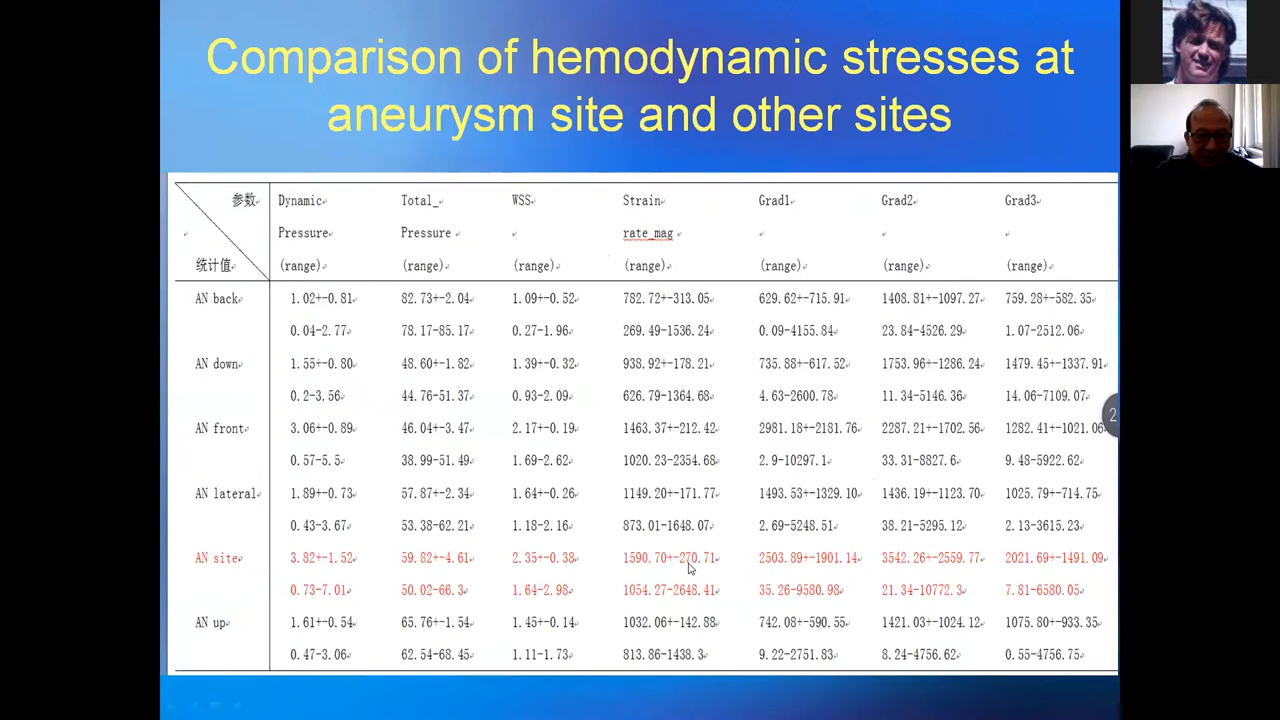 Comparison of hemodynamic stresses at
aneurysm site and other sites
参数 Dynamic Total_ WSS Strain Grad1 Grad2 Grad3
Pressure Pressure rate_mag
统计值 (range) (range) (range) (range) (range) (range) (range)
AN back 1.02+-0.81 82.73+-2.04 1.09+-0.52 782.72+-313.05 629.62+-715.91 1408.81+-1097.27 759.28+-582.35
0.04-2.77 78.17-85.17 0.27-1.96 269.49-1536.24 0.09-4155.84 23.84-4526.29 1.07-2512.06
AN down 1.55+-0.80 48.60+-1.82 1.39+-0.32 938.92+-178.21 735.88+-617.52 1753.96+-1286.24 1479.45+-1337.91
0.2-3.56 44.76-51.37 0.93-2.09 626.79-1364.68 4.63-2600.78 11.34-5146.36 14.06-7109.07
AN front 3.06+-0.89 46.04+-3.47 2.17+-0.19 1463.37+-212.42 2981.18+-2181.76 2287.21+-1702.56 1282.41+-1021.06
0.57-5.5 38.99-51.49 1.69-2.62 1020.23-2354.68 2.9-10297.1 33.31-8827.6 9.48-5922.62
AN lateral 1.89+-0.73 57.87+-2.34 1.64+-0.26 1149.20+-171.77 1493.53+-1329.10 1436.19+-1123.70 1025.79+-714.75
0.43-3.67 53.38-62.21 1.18-2.16 873.01-1648.07 2.69-5248.51 38.21-5295.12 2.13-3615.23
AN site 3.82+-1.52 59.82+-4.61 2.35+-0.38 1590.70+-270.71 2503.89+-1901.14 3542.26+-2559.77 2021.69+-1491.09
0.73-7.01 50.02-66.3 1.64-2.98 1054.27-2648.41 35.26-9580.98 21.34-10772.3 7.81-6580.05
AN up 1.61+-0.54 65.76+-1.54 1.45+-0.14 1032.06+-142.88 742.08+-590.55 1421.03+-1024.12 1075.80+-933.35
0.47-3.06 62.54-68.45 1.11-1.73 813.86-1438.3 9.22-2751.83 8.24-4756.62 0.55-4756.75
2